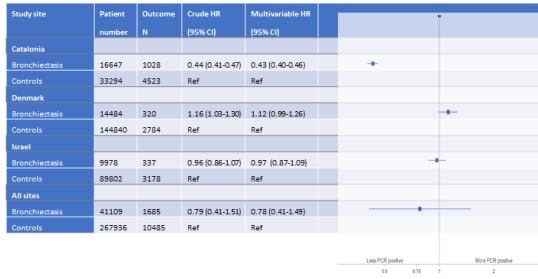 Study site Patient number Outcome N Crude HR (95% CI) Multivariable HR (95% CI)
Catalonia
Bronchiectasis 16647 1028 0.44 (0.41-0.47) 0.43 (0.40-0.46)
Controls 33294 4523 Ref Ref
Denmark
Bronchiectasis 14484 320 1.16 (1.03-1.30) 1.12 (0.99-1.26)
Controls 144840 2784 Ref Ref
Israel
Bronchiectasis 9978 337 0.96 (0.86-1.07) 0.97 (0.87-1.09)
Controls 89802 3178 Ref Ref
All sites
Bronchiectasis 41109 1685 0.79 (0.41-1.51) 0.78 (0.41-1.49)
Controls 267936 10485 Ref Ref
1
Less PCR positive More PCR positive
0.5 0.75 1 2